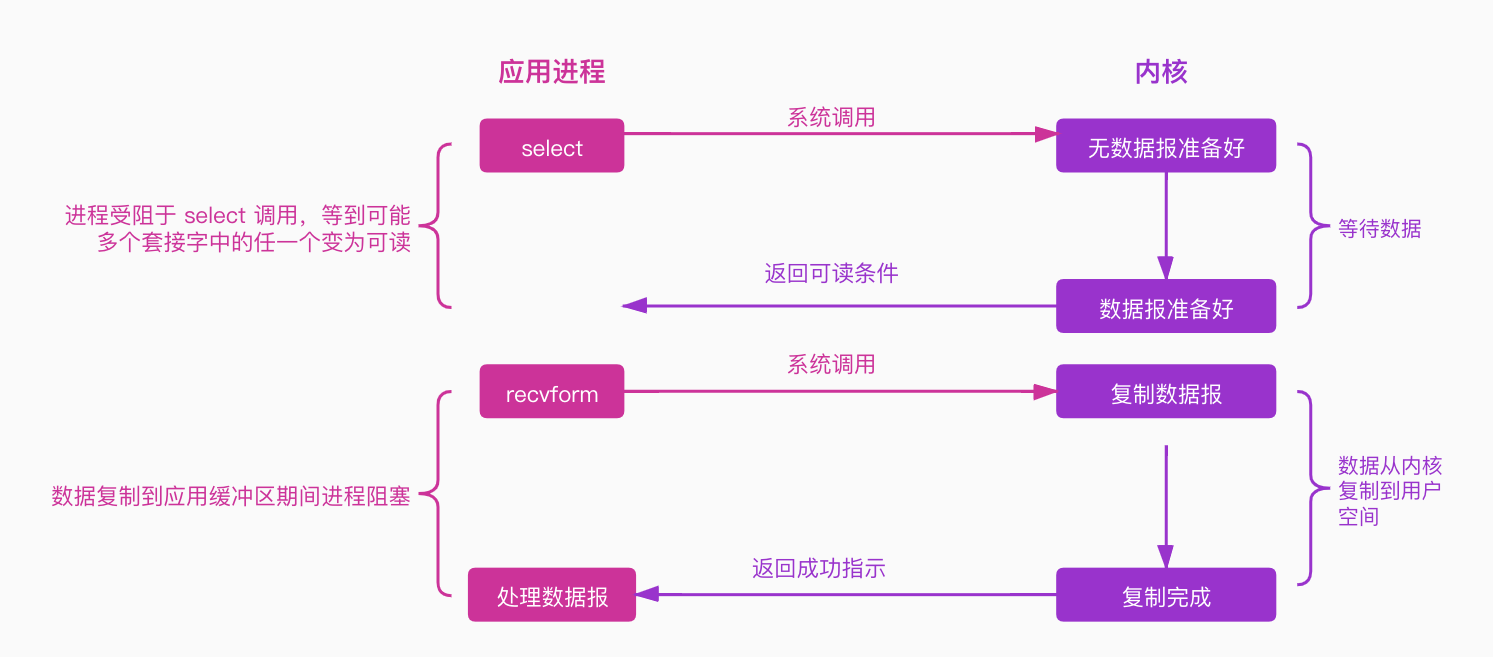 应用进程
内核
系统调用
select
无数据报准备好
进程受阻于 select 调用，等到可能
多个套接字中的任一个变为可读
等待数据
返回可读条件
数据报准备好
系统调用
recvform
复制数据报
数据复制到应用缓冲区期间进程阻塞
数据从内核
复制到用户
空间
返回成功指示
处理数据报
复制完成